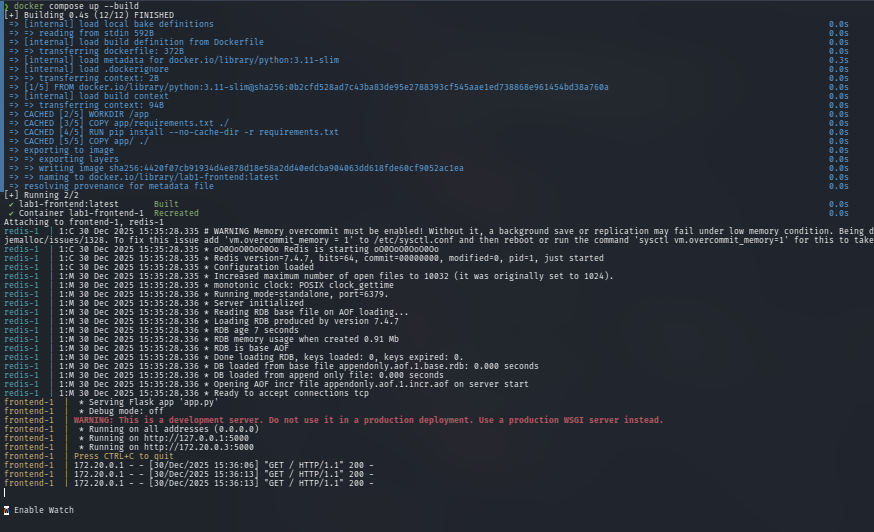 ❯ docker compose up --build
[+] Building 0.4s (12/12) FINISHED
=> [internal] load local bake definitions 0.0s
=> => reading from stdin 592B 0.0s
=> [internal] load build definition from Dockerfile 0.0s
=> => transferring dockerfile: 372B 0.0s
=> [internal] load metadata for docker.io/library/python:3.11-slim 0.0s
=> [internal] load .dockerignore 0.0s
=> => transferring context: 2B 0.0s
=> [1/5] FROM docker.io/library/python:3.11-slim@sha256:0b2cfd528ad7c43ba83de95e2788393cf545aae1ed738868e961454bd38a760a 0.0s
=> [internal] load build context 0.0s
=> => transferring context: 94B 0.0s
=> CACHED [2/5] WORKDIR /app 0.0s
=> CACHED [3/5] COPY app/requirements.txt ./ 0.0s
=> CACHED [4/5] RUN pip install --no-cache-dir -r requirements.txt 0.0s
=> CACHED [5/5] COPY app/ ./ 0.0s
=> exporting to image 0.0s
=> => exporting layers 0.0s
=> => writing image sha256:4420f07cb91934d4e878d18e58a2dd40edcba904063dd618fde60cf9052ac1ea 0.0s
=> => naming to docker.io/library/lab1-frontend:latest 0.0s
=> resolving provenance for metadata file 0.0s
[+] Running 2/2
✔ lab1-frontend:latest Built 0.0s
✔ Container lab1-frontend-1 Recreated 0.0s
Attaching to frontend-1, redis-1
redis-1 | 1:C 30 Dec 2025 15:35:28.335 # WARNING Memory overcommit must be enabled! Without it, a background save or replication may fail under low memory condition. Being d
jemalloc/issues/1328. To fix this issue add 'vm.overcommit_memory = 1' to /etc/sysctl.conf and then reboot or run the command 'sysctl vm.overcommit_memory=1' for this to take
redis-1 | 1:C 30 Dec 2025 15:35:28.335 * oO0OoO0OoO0Oo Redis is starting oO0OoO0OoO0Oo
redis-1 | 1:C 30 Dec 2025 15:35:28.335 * Redis version=7.4.7, bits=64, commit=00000000, modified=0, pid=1, just started
redis-1 | 1:C 30 Dec 2025 15:35:28.335 * Configuration loaded
redis-1 | 1:M 30 Dec 2025 15:35:28.335 * Increased maximum number of open files to 10032 (it was originally set to 1024).
redis-1 | 1:M 30 Dec 2025 15:35:28.335 * monotonic clock: POSIX clock_gettime
redis-1 | 1:M 30 Dec 2025 15:35:28.336 * Running mode=standalone, port=6379.
redis-1 | 1:M 30 Dec 2025 15:35:28.336 * Server initialized
redis-1 | 1:M 30 Dec 2025 15:35:28.336 * Reading RDB base file on AOF loading...
redis-1 | 1:M 30 Dec 2025 15:35:28.336 * Loading RDB produced by version 7.4.7
redis-1 | 1:M 30 Dec 2025 15:35:28.336 * RDB age 7 seconds
redis-1 | 1:M 30 Dec 2025 15:35:28.336 * RDB memory usage when created 0.91 Mb
redis-1 | 1:M 30 Dec 2025 15:35:28.336 * RDB is base AOF
redis-1 | 1:M 30 Dec 2025 15:35:28.336 * Done loading RDB, keys loaded: 0, keys expired: 0.
redis-1 | 1:M 30 Dec 2025 15:35:28.336 * DB loaded from base file appendonly.aof.1.base.rdb: 0.000 seconds
redis-1 | 1:M 30 Dec 2025 15:35:28.336 * DB loaded from append only file: 0.000 seconds
redis-1 | 1:M 30 Dec 2025 15:35:28.336 * Opening AOF incr file appendonly.aof.1.incr.aof on server start
redis-1 | 1:M 30 Dec 2025 15:35:28.336 * Ready to accept connections tcp
frontend-1 | * Serving Flask app 'app.py'
frontend-1 | * Debug mode: off
frontend-1 | WARNING: This is a development server. Do not use it in a production deployment. Use a production WSGI server instead.
frontend-1 | * Running on all addresses (0.0.0.0)
frontend-1 | * Running on http://127.0.0.1:5000
frontend-1 | * Running on http://172.20.0.3:5000
frontend-1 | Press CTRL+C to quit
frontend-1 | 172.20.0.1 - - [30/Dec/2025 15:36:06] "GET / HTTP/1.1" 200 -
frontend-1 | 172.20.0.1 - - [30/Dec/2025 15:36:13] "GET / HTTP/1.1" 200 -
frontend-1 | 172.20.0.1 - - [30/Dec/2025 15:36:13] "GET / HTTP/1.1" 200 -
w Enable Watch